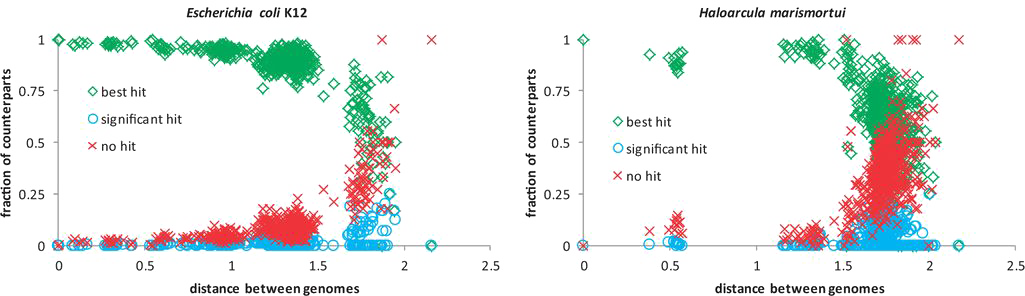 Escherichia coli K12
fraction of counterparts
1
0.75
0.5
0.25
0
best hit
significant hit
no hit
0 0.5 1 1.5 2 2.5
distance between genomes
Haloarcula marismortui
fraction of counterparts
1
0.75
0.5
0.25
0
best hit
significant hit
no hit
0 0.5 1 1.5 2 2.5
distance between genomes